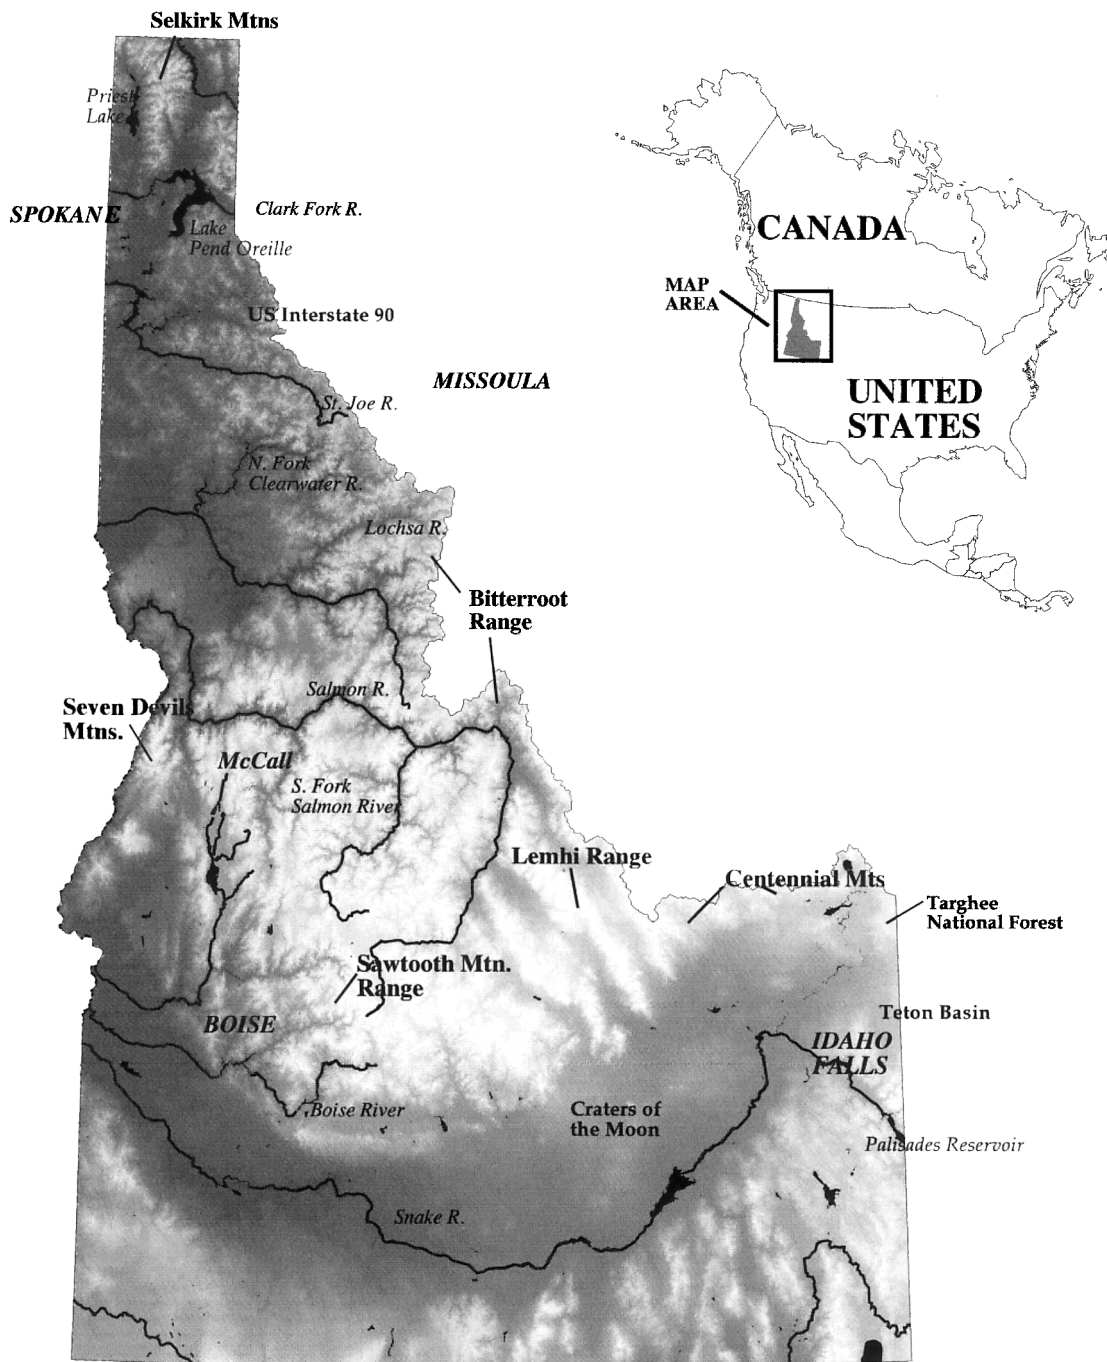 Selkirk Mtns
Priest
Lake
SPOKANE
Clark Fork R.
Lake
Pend Oreille
US Interstate 90
MISSOULA
St. Joe R.
N. Fork
Clearwater R.
Lochsa R.
Bitterroot
Range
Salmon R.
Seven Devils
Mtns.
McCall
S. Fork
Salmon River
Lemhi Range
Centennial Mts
Targhee
National Forest
Sawtooth Mtn.
Range
BOISE
Teton Basin
IDAHO
FALLS
Boise River
Craters of
the Moon
Palisades Reservoir
Snake R.
CANADA
MAP
AREA
UNITED
STATES